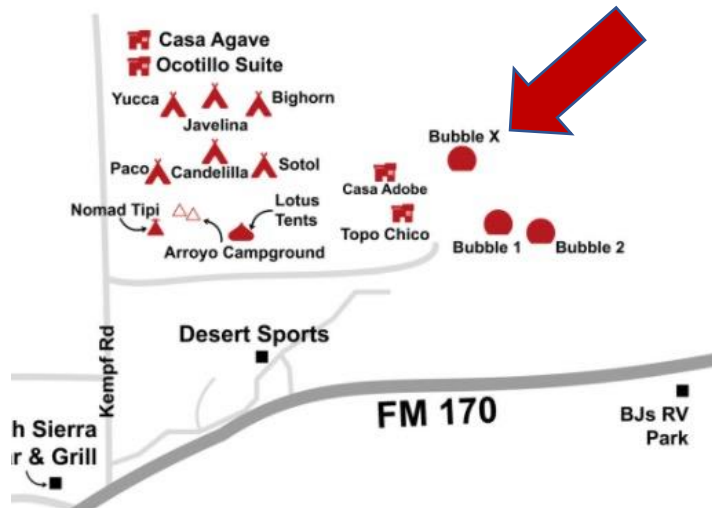 Casa Agave
Ocotillo Suite
Yucca
Bighorn
Javelina
Paco
Candelilla
Sotol
Casa Adobe
Bubble X
Nomad Tipi
Lotus
Tents
Arroyo Campground
Topo Chico
Bubble 1
Bubble 2
Kempf Rd
Desert Sports
FM 170
BJs RV
Park
h Sierra
r & Grill